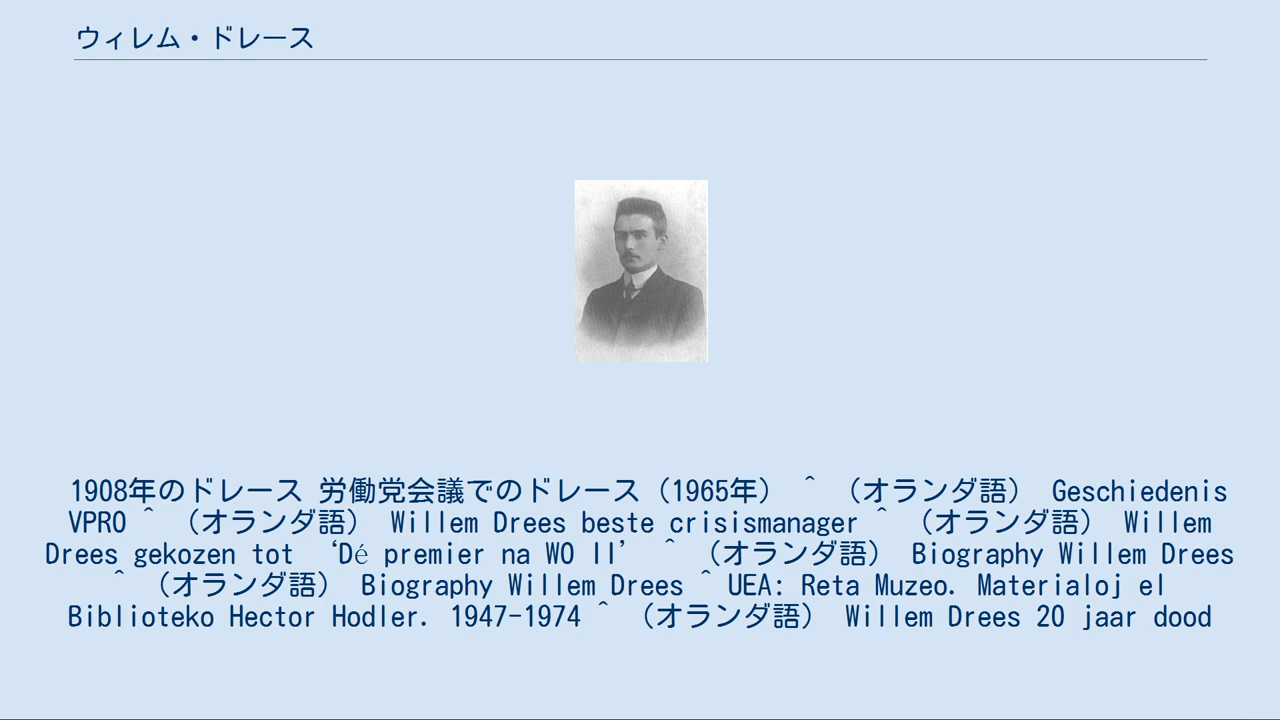 ウィレム・ドレース
1908年のドレース 労働党会議でのドレース（1965年） ^ （オランダ語） Geschiedenis
VPRO ^ （オランダ語） Willem Drees beste crisismanager ^ （オランダ語） Willem
Drees gekozen tot ‘Dé premier na WO II’ ^ （オランダ語） Biography Willem Drees
^ （オランダ語） Biography Willem Drees ^ UEA: Reta Muzeo. Materialoj el
Biblioteko Hector Hodler. 1947-1974 ^ （オランダ語） Willem Drees 20 jaar dood